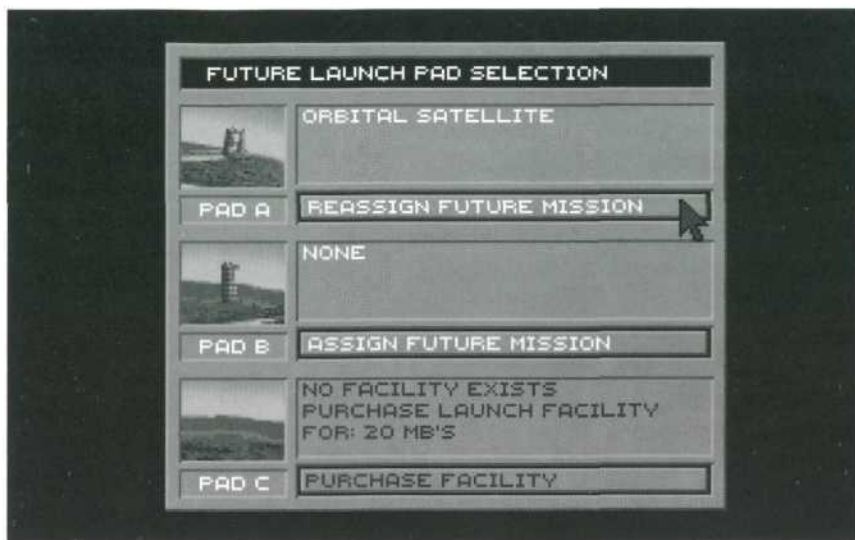 FUTURE LAUNCH PAD SELECTION
ORBITAL SATELLITE
PAD A
REASSIGN FUTURE MISSION
NONE
PAD B
ASSIGN FUTURE MISSION
NO FACILITY EXISTS
PURCHASE LAUNCH FACILITY
FOR: 20 MB'S
PAD C
PURCHASE FACILITY